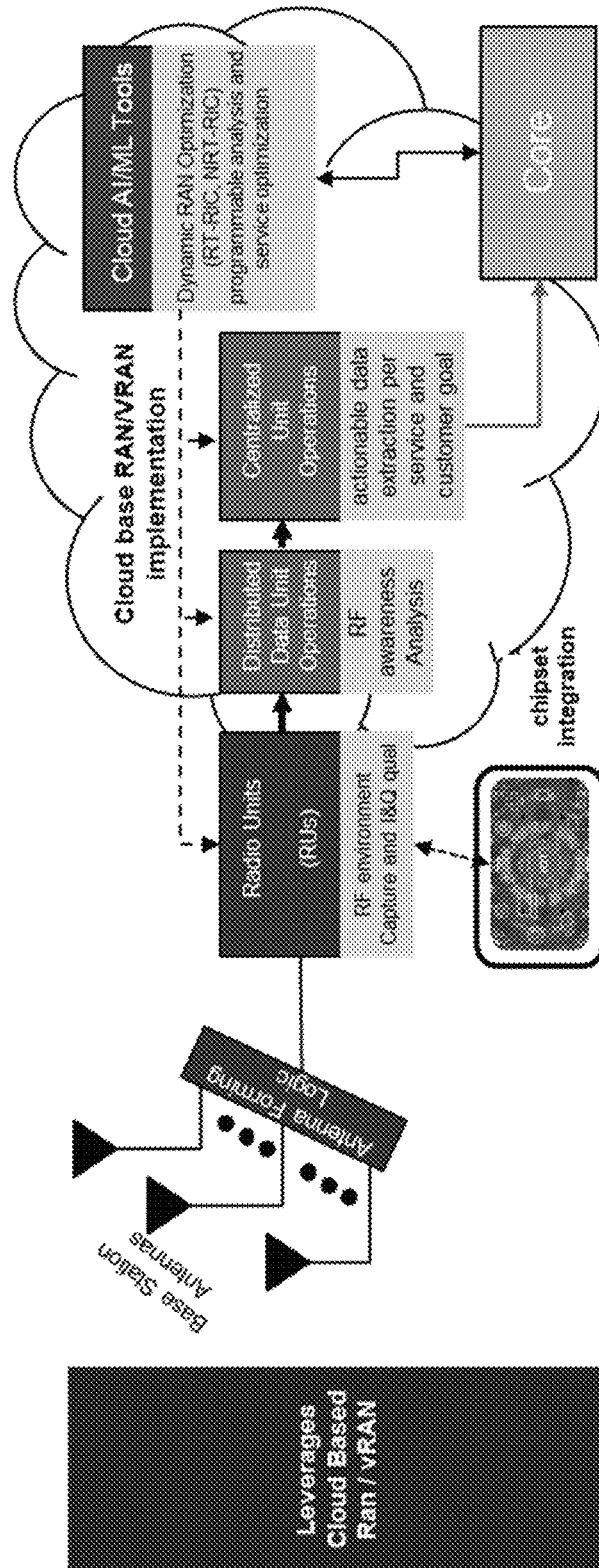 Leverages
Cloud Based
Ran / vRAN
Base Station
Antennas
Antenna Forming
Logic
Radio Units
(RUs)
RF environment
Capture and I&Q qual
chipset
integration
Cloud base RAN/VRAN
implementation
Distributed
Data Unit
Operations
RF
awareness
Analysis
Centralized
Unit
Operations
actionable data
extraction per
service and
customer goal
Cloud AI/ML Tools
Dynamic RAN Optimization
(RT-RIC, NRT-RIC)
programmable analysis and
service optimization
Core